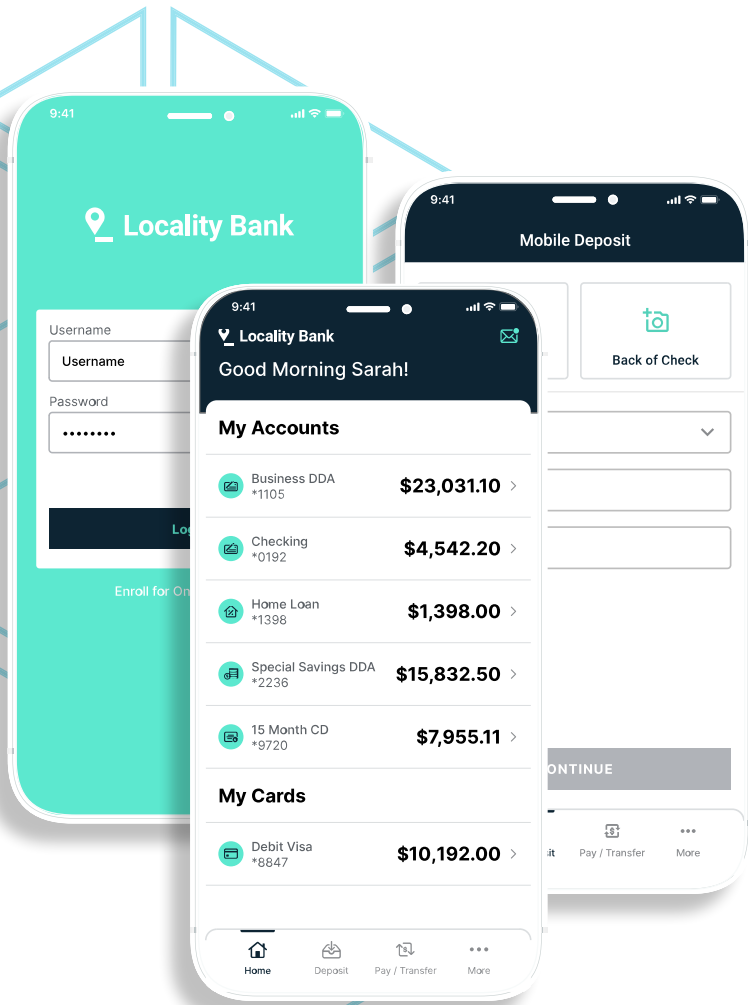 9:41
Locality Bank
Username
Username
Password
Enroll for
9:41
Locality Bank
Good Morning Sarah!
My Accounts
Business DDA
*1105
$23,031.10
Checking
*0192
$4,542.20
Home Loan
*1398
$1,398.00
Special Savings DDA
*2236
$15,832.50
15 Month CD
*9720
$7,955.11
My Cards
Debit Visa
*8847
$10,192.00
Home
Deposit
Pay / Transfer
More
9:41
Mobile Deposit
Back of Check
ONTINUE
Pay / Transfer
More